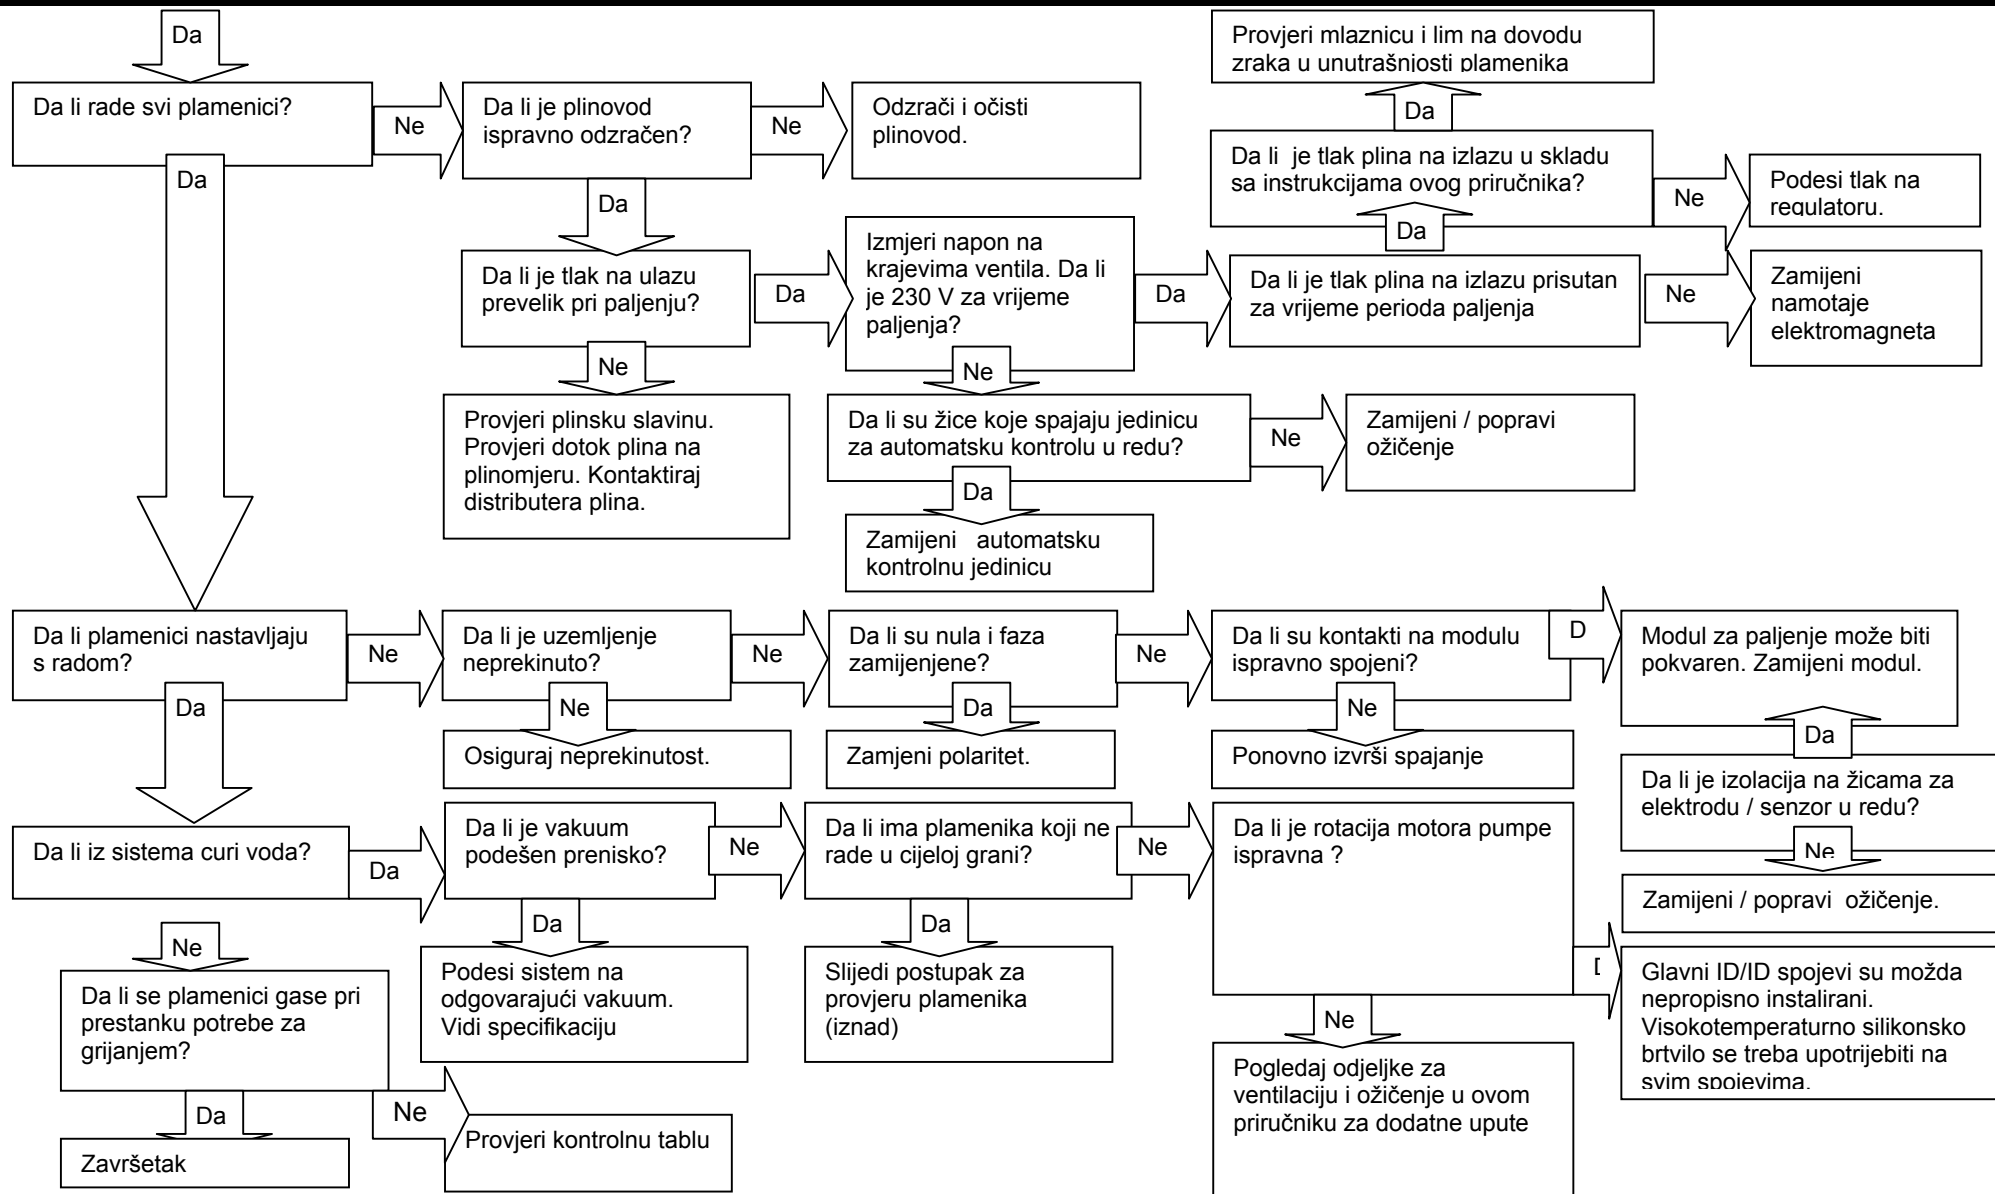 Da
Da li rade svi plamenici?
Ne
Da li je plinovod
ispravno odzračen?
Ne
Odzrači i očisti
plinovod.
Provjeri mlaznicu i lim na dovodu
zraka u unutrašnjosti plamenika
Da
Da li  je tlak plina na izlazu u skladu
sa instrukcijama ovog priručnika?
Ne
Podesi tlak na
regulatoru.
Da
Da
Da li je tlak na ulazu
prevelik pri paljenju?
Da
Izmjeri napon na
krajevima ventila. Da li
je 230 V za vrijeme
paljenja?
Da
Da
Da li je tlak plina na izlazu prisutan
za vrijeme perioda paljenja
Ne
Zamijeni
namotaje
elektromagneta
Ne
Provjeri plinsku slavinu.
Provjeri dotok plina na
plinomjeru. Kontaktiraj
distributera plina.
Ne
Da li su žice koje spajaju jedinicu
za automatsku kontrolu u redu?
Ne
Zamijeni / popravi
ožičenje
Da
Zamijeni   automatsku
kontrolnu jedinicu
Da li plamenici nastavljaju
s radom?
Ne
Da li je uzemljenje
neprekinuto?
Ne
Da li su nula i faza
zamijenjene?
Ne
Da li su kontakti na modulu
ispravno spojeni?
D
Modul za paljenje može biti
pokvaren. Zamijeni modul.
Da
Ne
Osiguraj neprekinutost.
Da
Zamjeni polaritet.
Ne
Ponovno izvrši spajanje
Da
Da li je izolacija na žicama za
elektrodu / senzor u redu?
Ne
Zamijeni / popravi  ožičenje.
Da li iz sistema curi voda?
Da
Da li je vakuum
podešen prenisko?
Ne
Da li ima plamenika koji ne
rade u cijeloj grani?
Ne
Da li je rotacija motora pumpe
ispravna ?
Glavni ID/ID spojevi su možda
nepropisno instalirani.
Visokotemperaturno silikonsko
brtvilo se treba upotrijebiti na
svim spojevima.
Ne
Da li se plamenici gase pri
prestanku potrebe za
grijanjem?
Da
Podesi sistem na
odgovarajući vakuum.
Vidi specifikaciju
Da
Slijedi postupak za
provjeru plamenika
(iznad)
Ne
Pogledaj odjeljke za
ventilaciju i ožičenje u ovom
priručniku za dodatne upute
Da
Završetak
Ne
Provjeri kontrolnu tablu